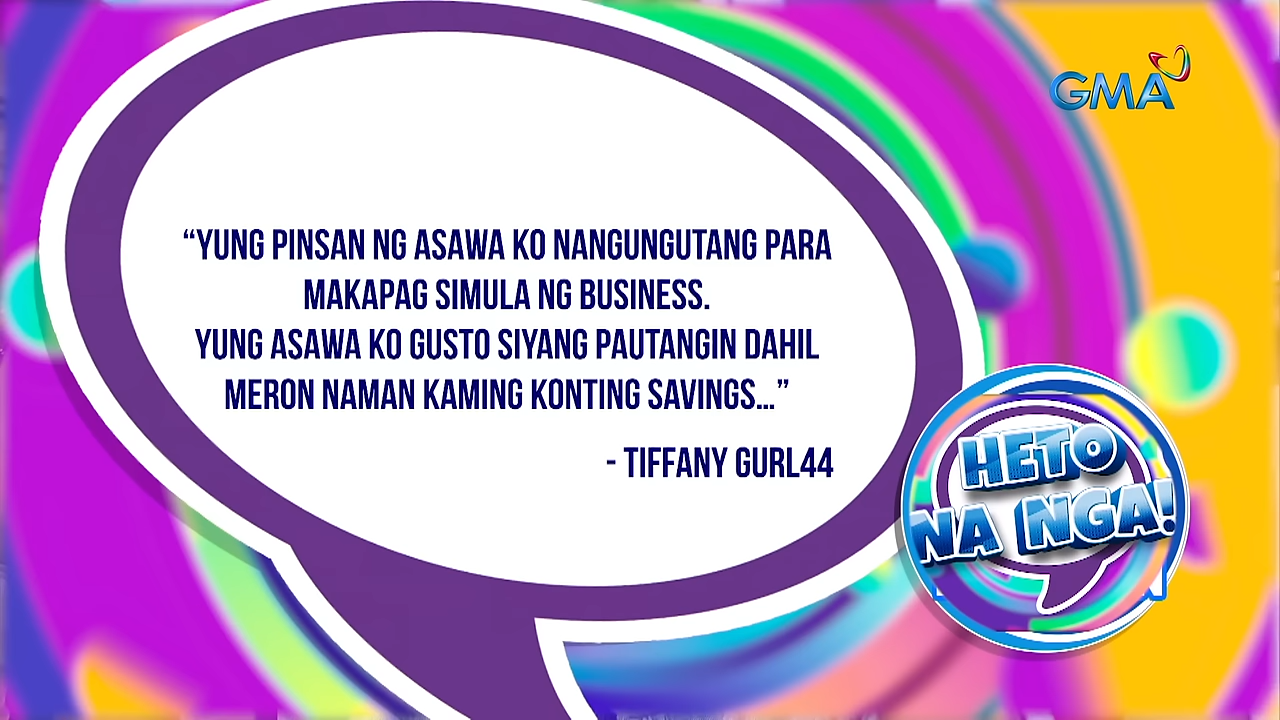 GMA
“YUNG PINSAN NG ASAWA KO NANGUNGUTANG PARA
MAKAPAG SIMULA NG BUSINESS.
YUNG ASAWA KO GUSTO SIYANG PAUTANGIN DAHIL
MERON NAMAN KAMING KONTING SAVINGS...”
- TIFFANY GURL44
HETO
NA NGA!